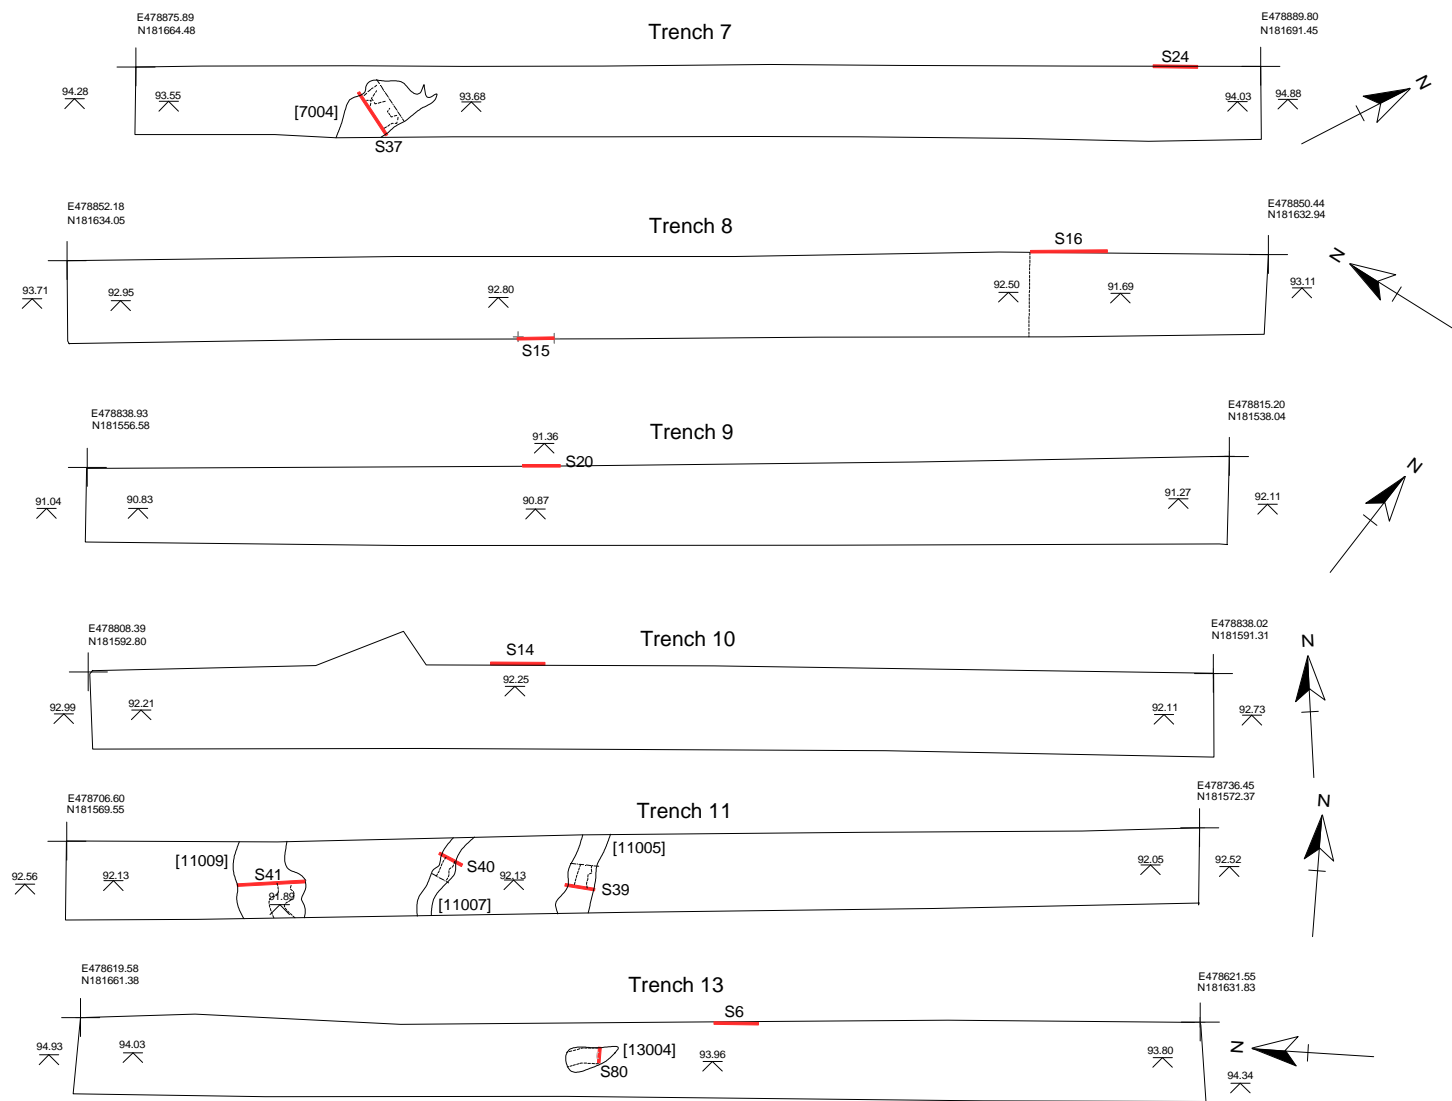 E478875.89
N181664.48
Trench 7
E478889.80
N181691.45
S24
94.28
93.55
[7004]
93.68
S37
94.03
94.88
N
E478852.18
N181634.05
Trench 8
E478850.44
N181632.94
S16
93.71
92.95
92.80
S15
92.50
91.69
93.11
N
E478838.93
N181556.58
Trench 9
E478815.20
N181538.04
91.36
S20
91.04
90.83
90.87
91.27
92.11
N
E478808.39
N181592.80
Trench 10
E478838.02
N181591.31
S14
92.99
92.21
92.25
92.11
92.73
N
E478706.60
N181569.55
Trench 11
E478736.45
N181572.37
[11009]
[11005]
92.56
92.13
S41
91.89
S40
[11007]
92.13
S39
92.05
92.52
N
E478619.58
N181661.38
Trench 13
E478621.55
N181631.83
S6
94.93
94.03
[13004]
S80
93.96
93.80
94.34
N